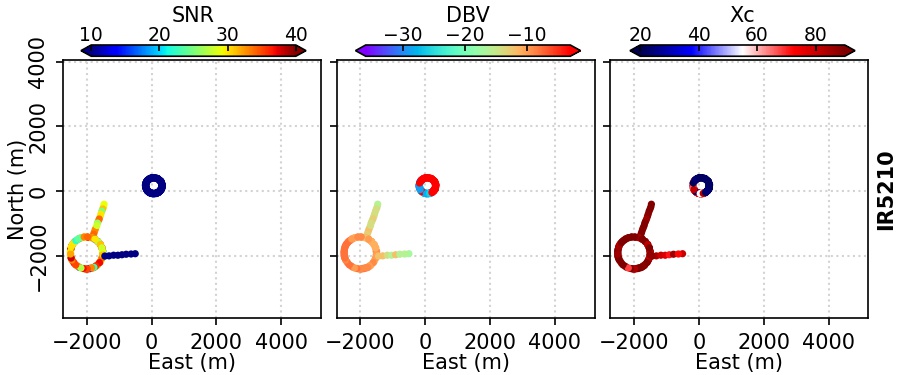 SNR DBV Xc
10 20 30 40 −30 −20 −10 20 40 60 80
4000
2000
0
−2000
North (m)
−2000 0 2000 4000 −2000 0 2000 4000 −2000 0 2000 4000
East (m) East (m) East (m)
IR5210